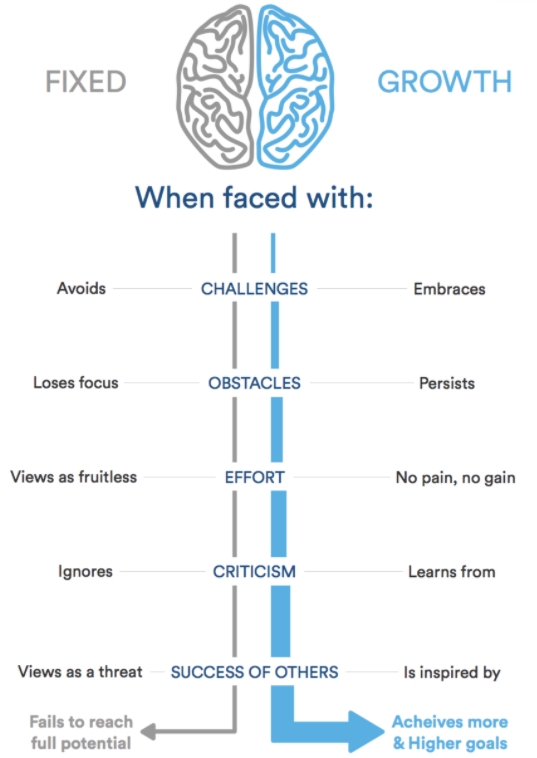 FIXED
GROWTH
When faced with:
Avoids CHALLENGES Embraces
Loses focus OBSTACLES Persists
Views as fruitless EFFORT No pain, no gain
Ignores CRITICISM Learns from
Views as a threat SUCCESS OF OTHERS Is inspired by
Fails to reach
full potential
Acheives more
& Higher goals